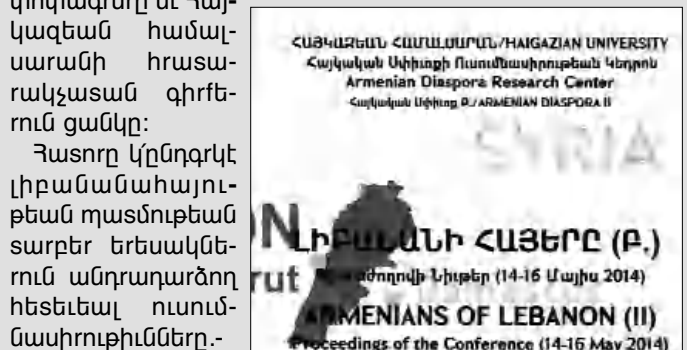 փոփագրերը եւ Հայ-
կազեան համալ-
սարանի հրատա-
րակչատան գիրքե-
րուն ցանկը:
Հատորը կ'ընդգրկէ
լիբանանահայու-
թեան պատմութեան
տարբեր երեսակնե-
րուն անդրադարձող
հետեւեալ ուսում-
նասիրութիւնները.-
ՀԱՅԿԱԶԵԱՆ ՀԱՄԱԼՍԱՐԱՆ/HAIGAZIAN UNIVERSITY
Հայկական Սփիւռքի Ուսումնասիրութեան Կեդրոն
Armenian Diaspora Research Center
Հայկական Սփիւռք Բ./ARMENIAN DIASPORA II
SYRIA
ON
rut
ԼԻԲԱՆԱՆԻ ՀԱՅԵՐԸ (Բ.)
Նիւթեր (14-16 Մայիս 2014)
ARMENIANS OF LEBANON (II)
Proceedings of the Conference (14-16 May 2014)